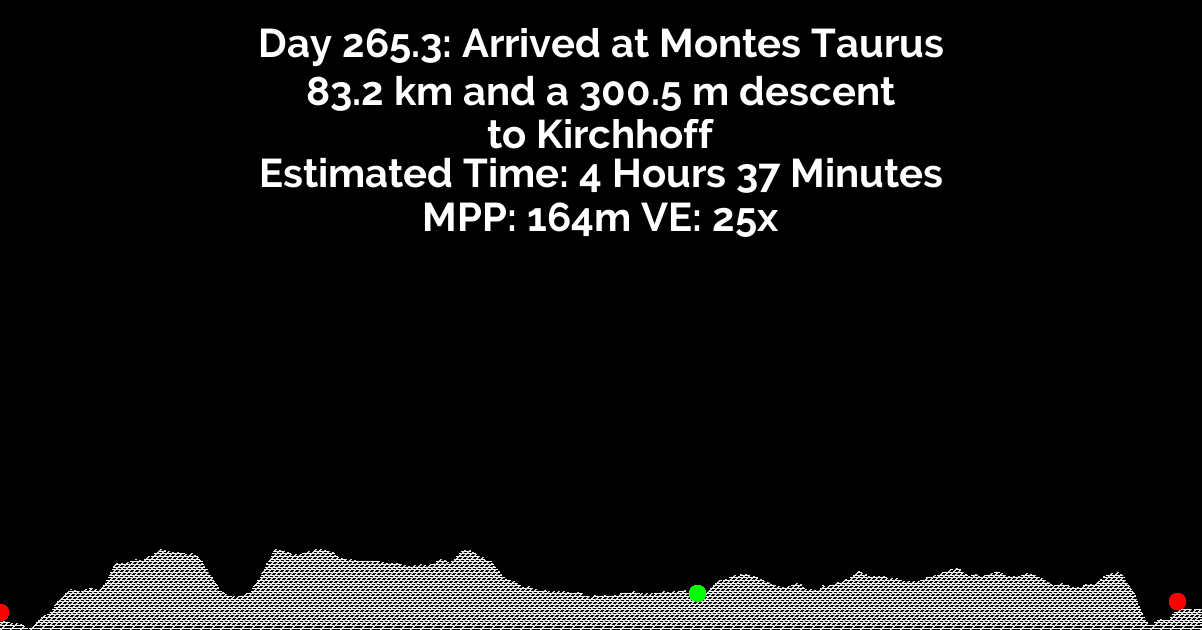 Day 265.3: Arrived at Montes Taurus
83.2 km and a 300.5 m descent
to Kirchhoff
Estimated Time: 4 Hours 37 Minutes
MPP: 164m VE: 25x